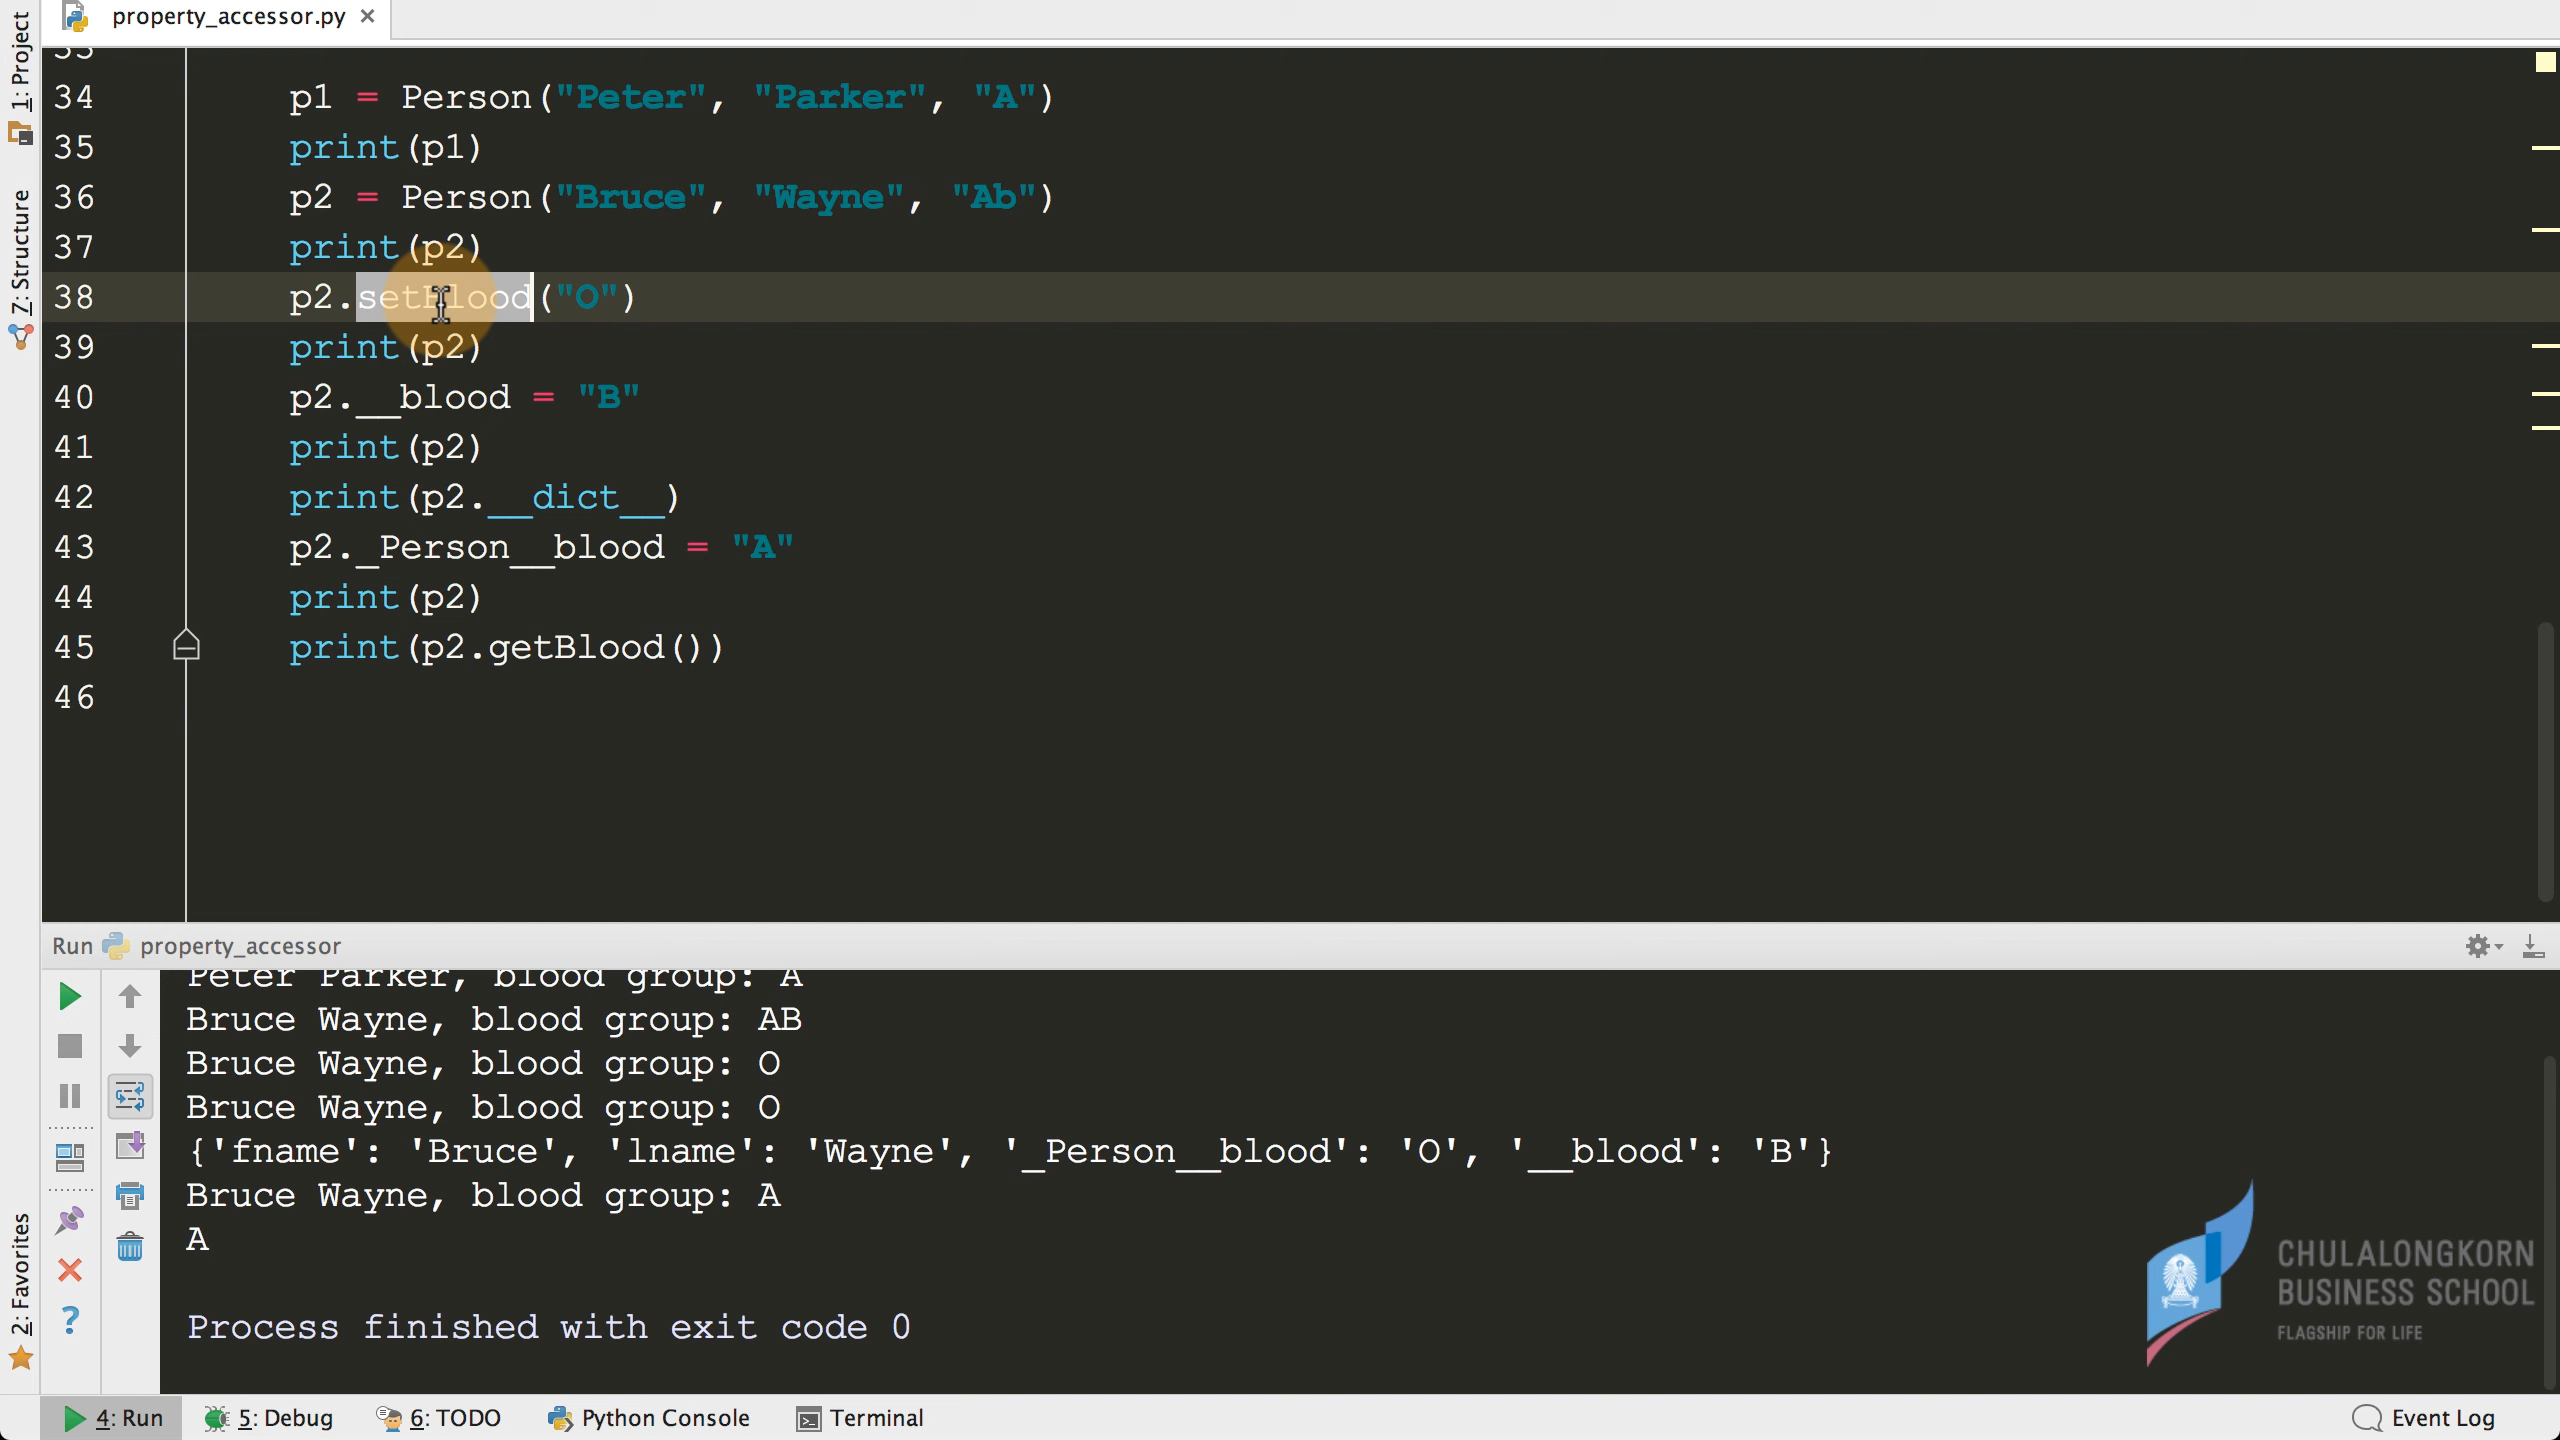 property_accessor.py
1: Project
7: Structure
2: Favorites
33
34 p1 = Person("Peter", "Parker", "A")
35 print(p1)
36 p2 = Person("Bruce", "Wayne", "Ab")
37 print(p2)
38 p2.setBlood("O")
39 print(p2)
40 p2.__blood = "B"
41 print(p2)
42 print(p2.__dict__)
43 p2._Person__blood = "A"
44 print(p2)
45 print(p2.getBlood())
46
Run property_accessor
Peter Parker, blood group: A
Bruce Wayne, blood group: AB
Bruce Wayne, blood group: O
Bruce Wayne, blood group: O
{'fname': 'Bruce', 'lname': 'Wayne', '_Person__blood': 'O', '__blood': 'B'}
Bruce Wayne, blood group: A
A
Process finished with exit code 0
CHULALONGKORN
BUSINESS SCHOOL
FLAGSHIP FOR LIFE
4: Run 5: Debug 6: TODO Python Console Terminal Event Log